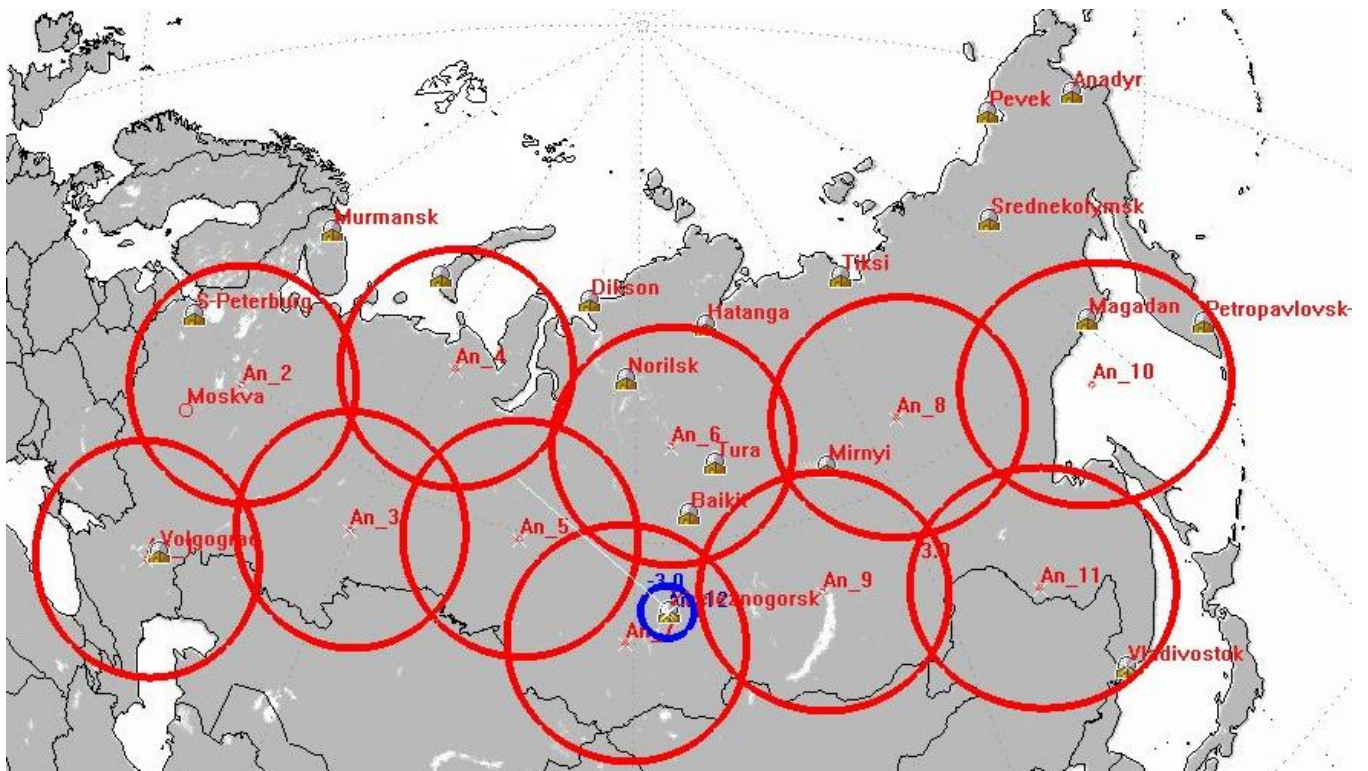 Anadyr
Pevek
Srednekolymsk
Murmansk
Tiksi
Dikson
S-Peterburg
Hatanga
Magadan
Petropavlovsk-
An_4
Norilsk
An_2
An_10
Moskva
An_8
An_6
Tura
Mirnyi
Baikit
An_3
An_5
Volgograd
-3.0
-3.0
An_9
An_11
An_7
Vladivostok